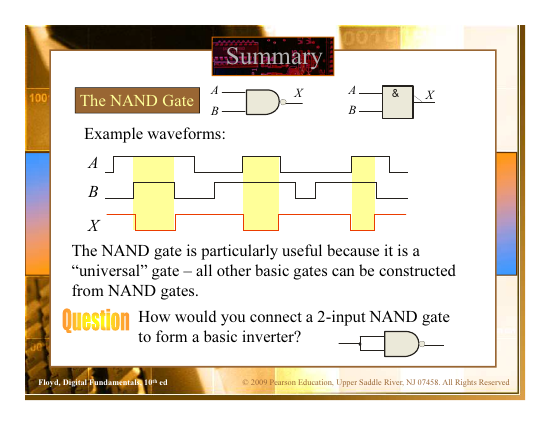 Summary
The NAND Gate
A
B
X
A
B
&
X
Example waveforms:
A
B
X
The NAND gate is particularly useful because it is a
“universal” gate – all other basic gates can be constructed
from NAND gates.
Question
How would you connect a 2-input NAND gate
to form a basic inverter?
Floyd, Digital Fundamentals, 10th ed
© 2009 Pearson Education, Upper Saddle River, NJ 07458. All Rights Reserved